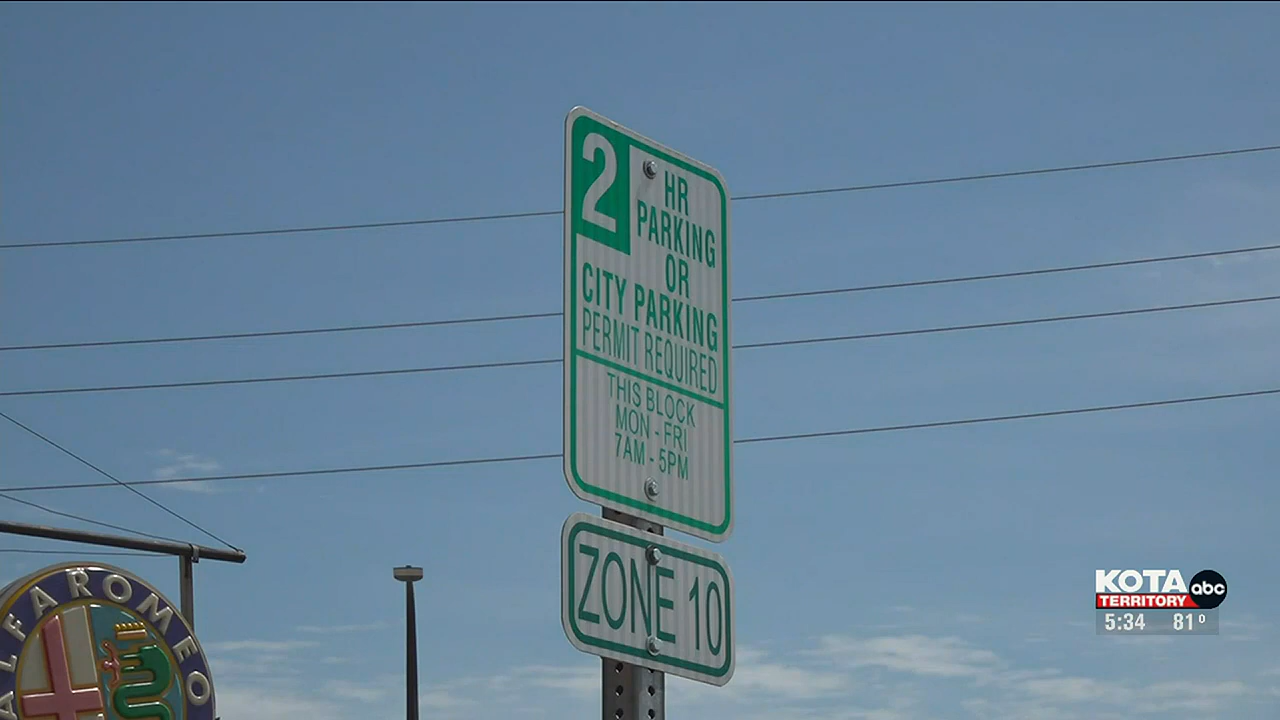 2 HR
PARKING
OR
CITY PARKING
PERMIT REQUIRED
THIS BLOCK
MON - FRI
7AM - 5PM
ZONE 10
ALFA ROMEO
KOTA abc
TERRITORY
5:34 81°